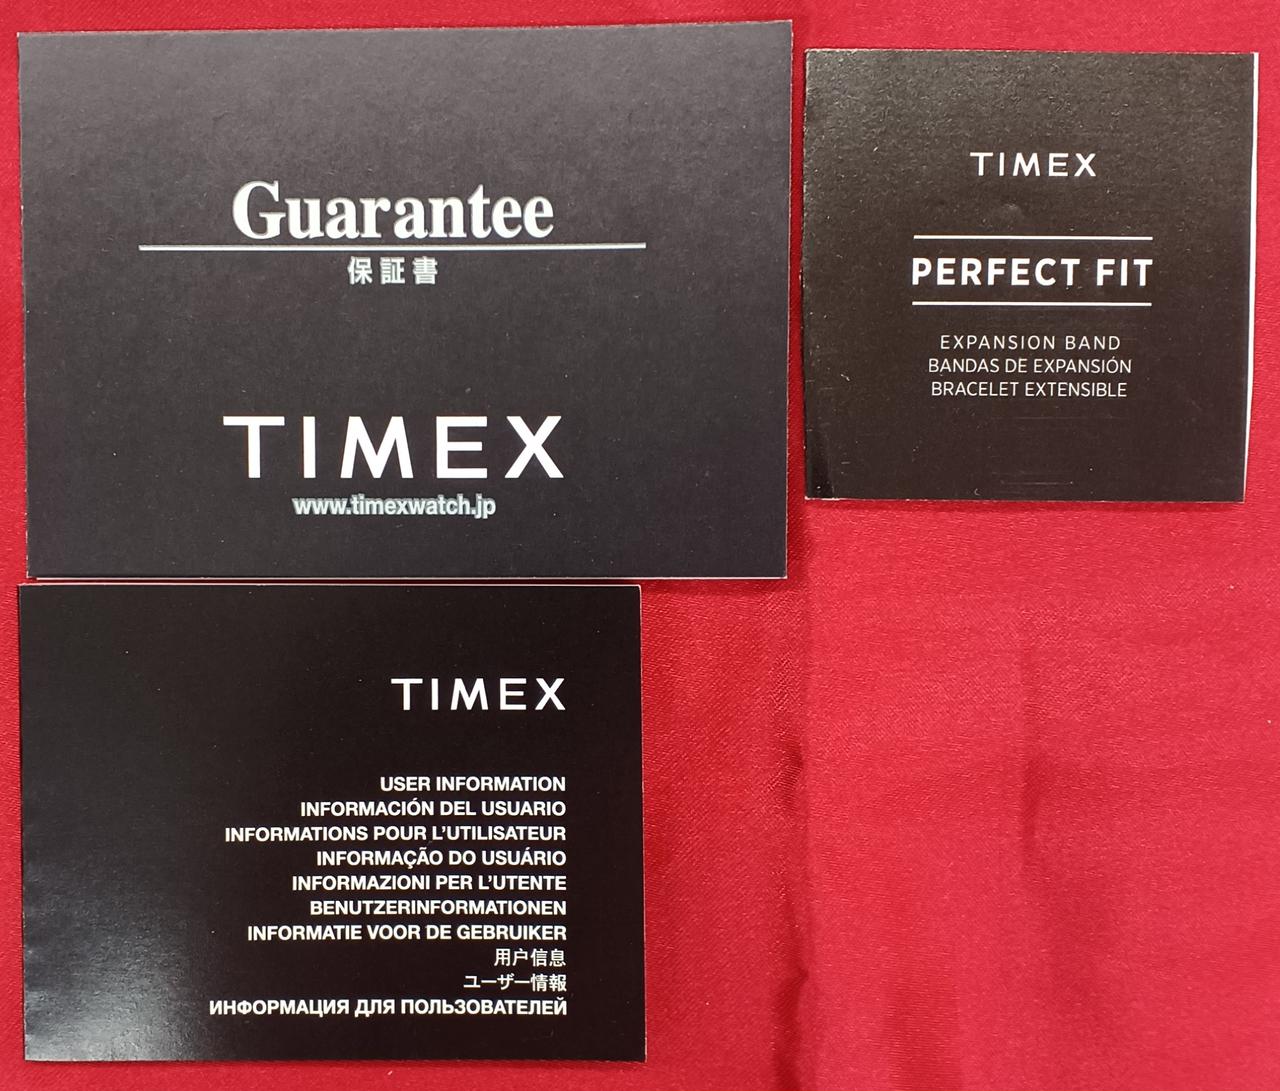 Guarantee
保証書
TIMEX
www.timexwatch.jp
TIMEX
PERFECT FIT
EXPANSION BAND
BANDAS DE EXPANSIÓN
BRACELET EXTENSIBLE
TIMEX
USER INFORMATION
INFORMACIÓN DEL USUARIO
INFORMATIONS POUR L'UTILISATEUR
INFORMAÇÃO DO USUÁRIO
INFORMAZIONI PER L'UTENTE
BENUTZERINFORMATIONEN
INFORMATIE VOOR DE GEBRUIKER
用户信息
ユーザー情報
ИНФОРМАЦИЯ ДЛЯ ПОЛЬЗОВАТЕЛЕЙ